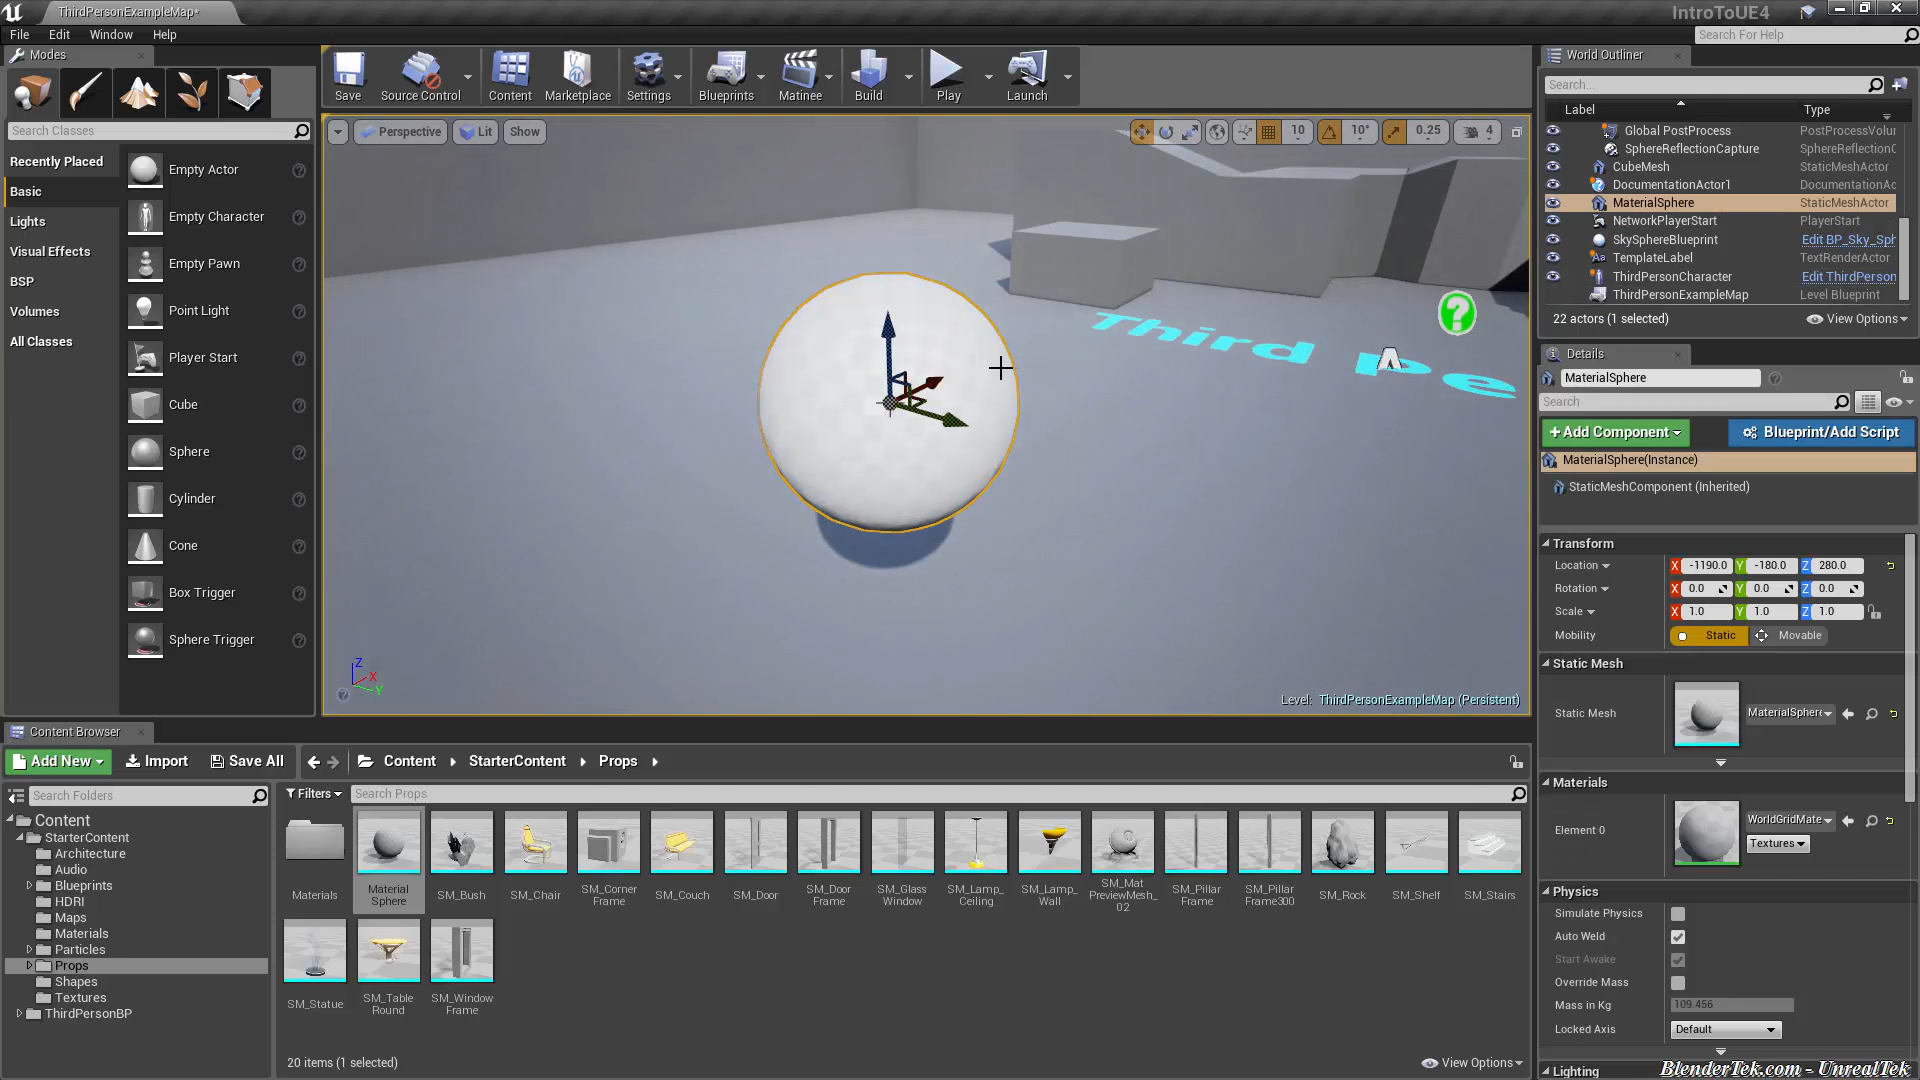 ThirdPersonExampleMap*
IntroToUE4
File Edit Window Help
Search For Help
Modes
Save
Source Control
Content
Marketplace
Settings
Blueprints
Matinee
Build
Play
Launch
World Outliner
Search...
Label
Type
Search Classes
Recently Placed
Basic
Lights
Visual Effects
BSP
Volumes
All Classes
Empty Actor
Empty Character
Empty Pawn
Point Light
Player Start
Cube
Sphere
Cylinder
Cone
Box Trigger
Sphere Trigger
Perspective
Lit
Show
10
10°
0.25
4
Third Pe
Z
X
Y
Level: ThirdPersonExampleMap (Persistent)
Global PostProcess PostProcessVolur
SphereReflectionCapture SphereReflectionC
CubeMesh StaticMeshActor
DocumentationActor1 DocumentationAc
MaterialSphere StaticMeshActor
NetworkPlayerStart PlayerStart
SkySphereBlueprint Edit BP_Sky_Sph
TemplateLabel TextRenderActor
ThirdPersonCharacter Edit ThirdPerson
ThirdPersonExampleMap Level Blueprint
22 actors (1 selected)
View Options
Details
MaterialSphere
Search
+Add Component
Blueprint/Add Script
MaterialSphere(Instance)
StaticMeshComponent (Inherited)
Transform
Location X -1190.0 Y -180.0 Z 280.0
Rotation X 0.0 Y 0.0 Z 0.0
Scale X 1.0 Y 1.0 Z 1.0
Mobility Static Movable
Static Mesh
Static Mesh MaterialSphere
Materials
Element 0 WorldGridMate
Textures
Physics
Simulate Physics
Auto Weld
Start Awake
Override Mass
Mass in Kg 109.456
Locked Axis Default
Lighting
Content Browser
Add New
Import
Save All
Content
StarterContent
Props
Search Folders
Filters
Search Props
Content
StarterContent
Architecture
Audio
Blueprints
HDRI
Maps
Materials
Particles
Props
Shapes
Textures
ThirdPersonBP
Materials
Material
Sphere
SM_Bush
SM_Chair
SM_Corner
Frame
SM_Couch
SM_Door
SM_Door
Frame
SM_Glass
Window
SM_Lamp_
Ceiling
SM_Lamp_
Wall
SM_Mat
PreviewMesh_
02
SM_Pillar
Frame
SM_Pillar
Frame300
SM_Rock
SM_Shelf
SM_Stairs
SM_Statue
SM_Table
Round
SM_Window
Frame
20 items (1 selected)
View Options
BlenderTek.com - UnrealTek